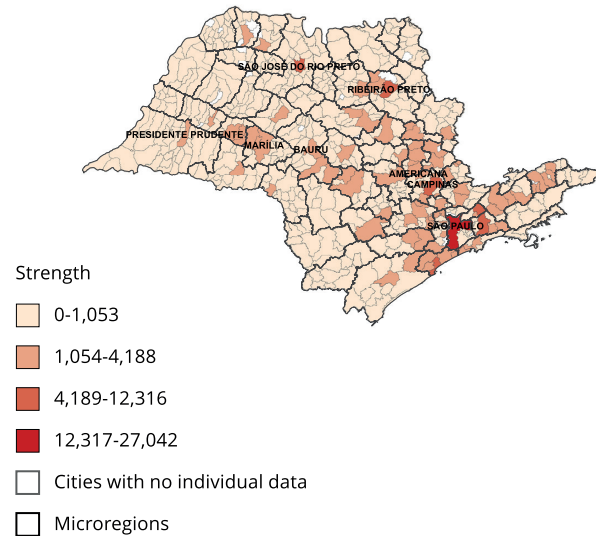 SÃO JOSÉ DO RIO PRETO
RIBEIRÃO PRETO
PRESIDENTE PRUDENTE
MARÍLIA
BAURU
AMERICANA
CAMPINAS
SÃO PAULO
Strength
0-1,053
1,054-4,188
4,189-12,316
12,317-27,042
Cities with no individual data
Microregions